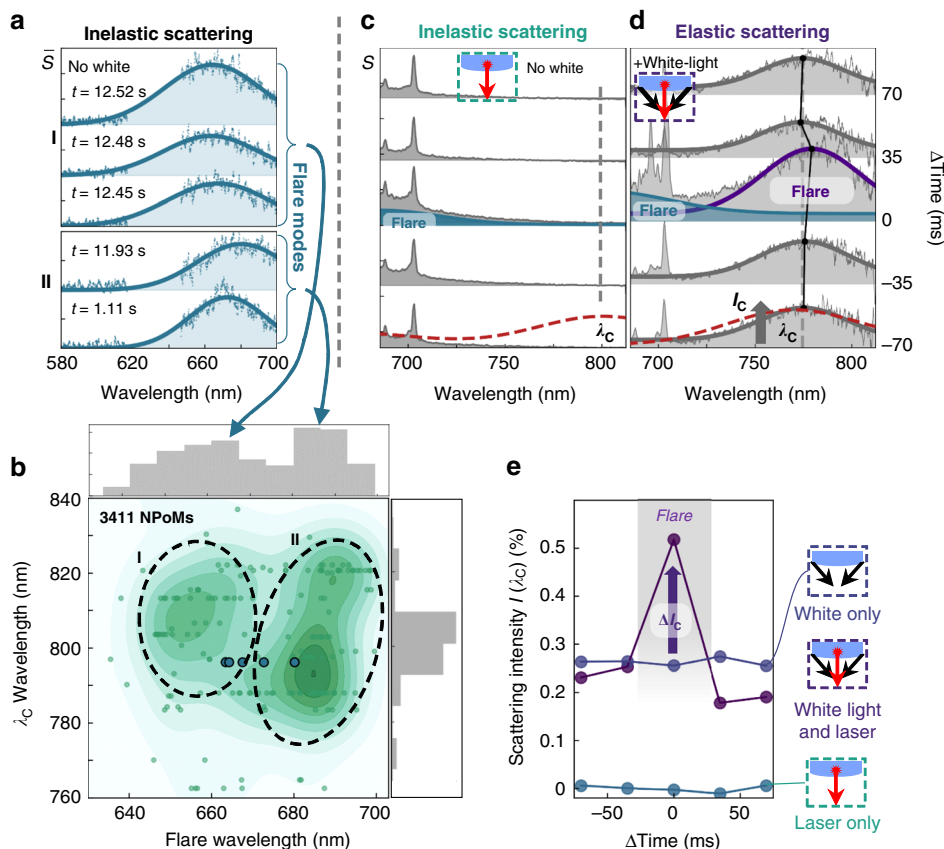 a
Inelastic scattering
S̄
No white
t = 12.52 s
I
t = 12.48 s
t = 12.45 s
II
t = 11.93 s
t = 1.11 s
Flare modes
580 620 660 700
Wavelength (nm)
c
Inelastic scattering
S
No white
Flare
λC
700 750 800
Wavelength (nm)
d
Elastic scattering
+White-light
Flare
Flare
IC
λC
70
35
0
−35
−70
ΔTime (ms)
700 750 800
Wavelength (nm)
b
3411 NPoMs
I
II
840
820
800
780
760
λC Wavelength (nm)
640 660 680 700
Flare wavelength (nm)
e
Flare
ΔIC
0.5
0.4
0.3
0.2
0.1
0
Scattering intensity I (λC) (%)
−50 0 50
ΔTime (ms)
White only
White light
and laser
Laser only